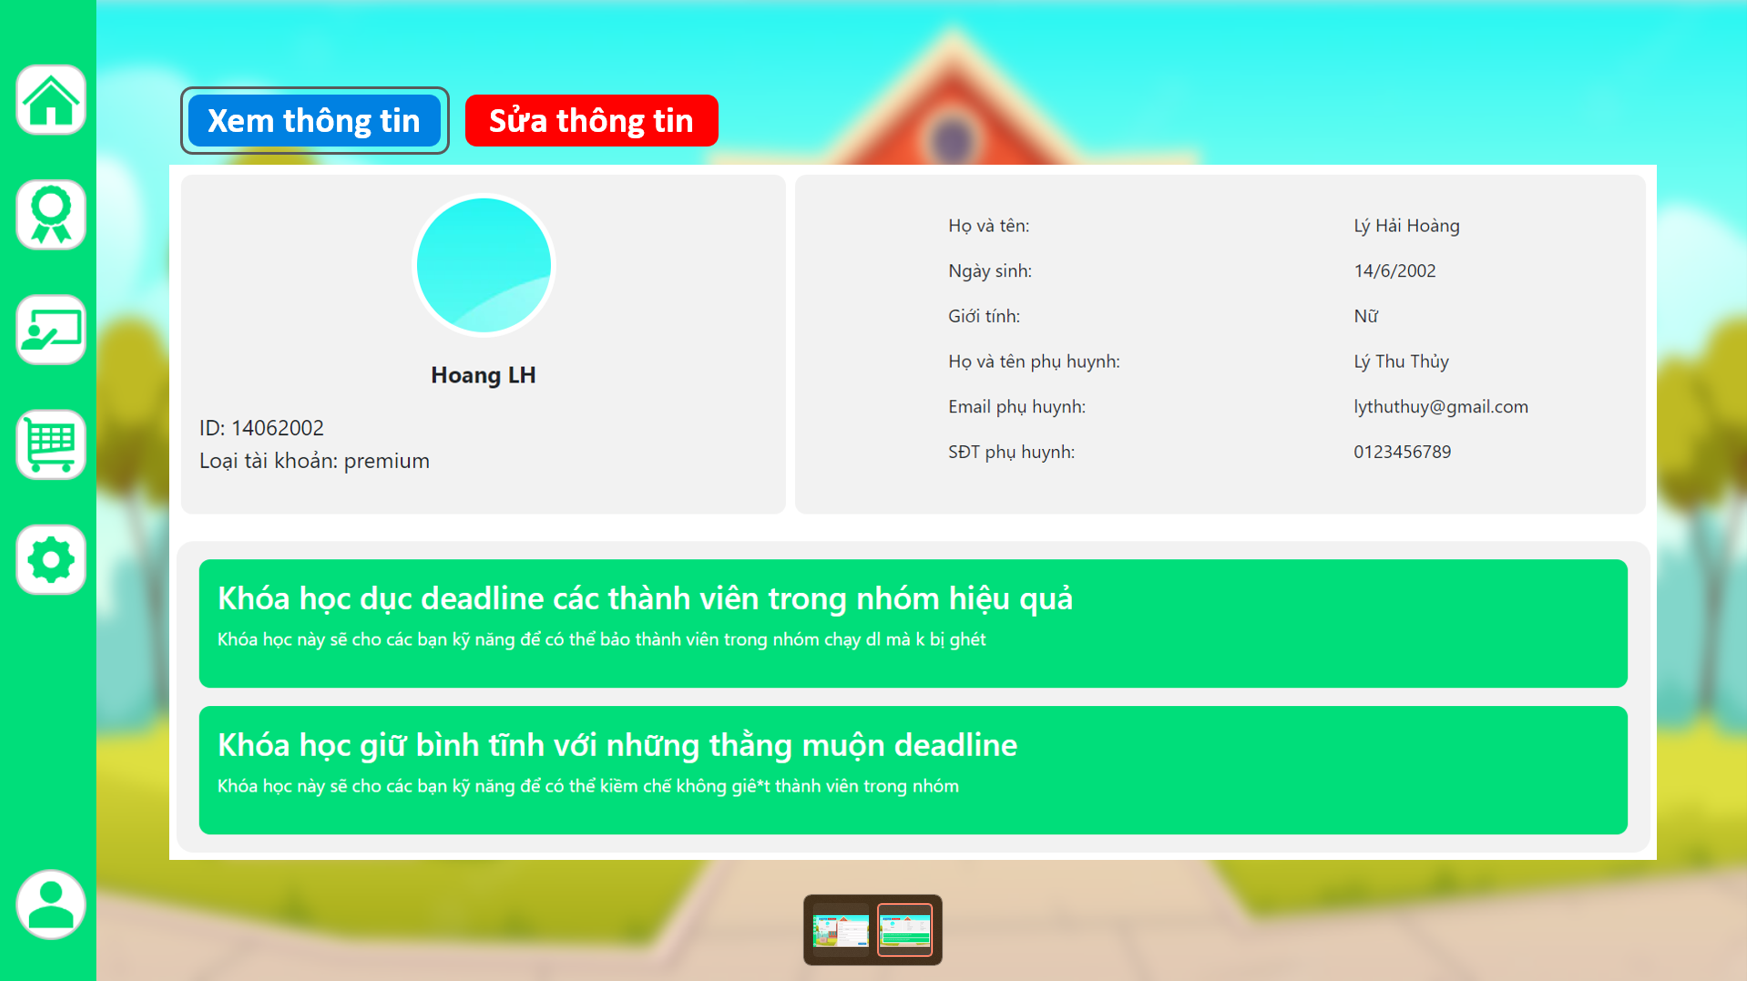 Xem thông tin
Sửa thông tin
Hoang LH
ID: 14062002
Loại tài khoản: premium
Họ và tên: Lý Hải Hoàng
Ngày sinh: 14/6/2002
Giới tính: Nữ
Họ và tên phụ huynh: Lý Thu Thủy
Email phụ huynh: lythuthuy@gmail.com
SĐT phụ huynh: 0123456789
Khóa học dục deadline các thành viên trong nhóm hiệu quả
Khóa học này sẽ cho các bạn kỹ năng để có thể bảo thành viên trong nhóm chạy dl mà k bị ghét
Khóa học giữ bình tĩnh với những thằng muộn deadline
Khóa học này sẽ cho các bạn kỹ năng để có thể kiềm chế không giê*t thành viên trong nhóm